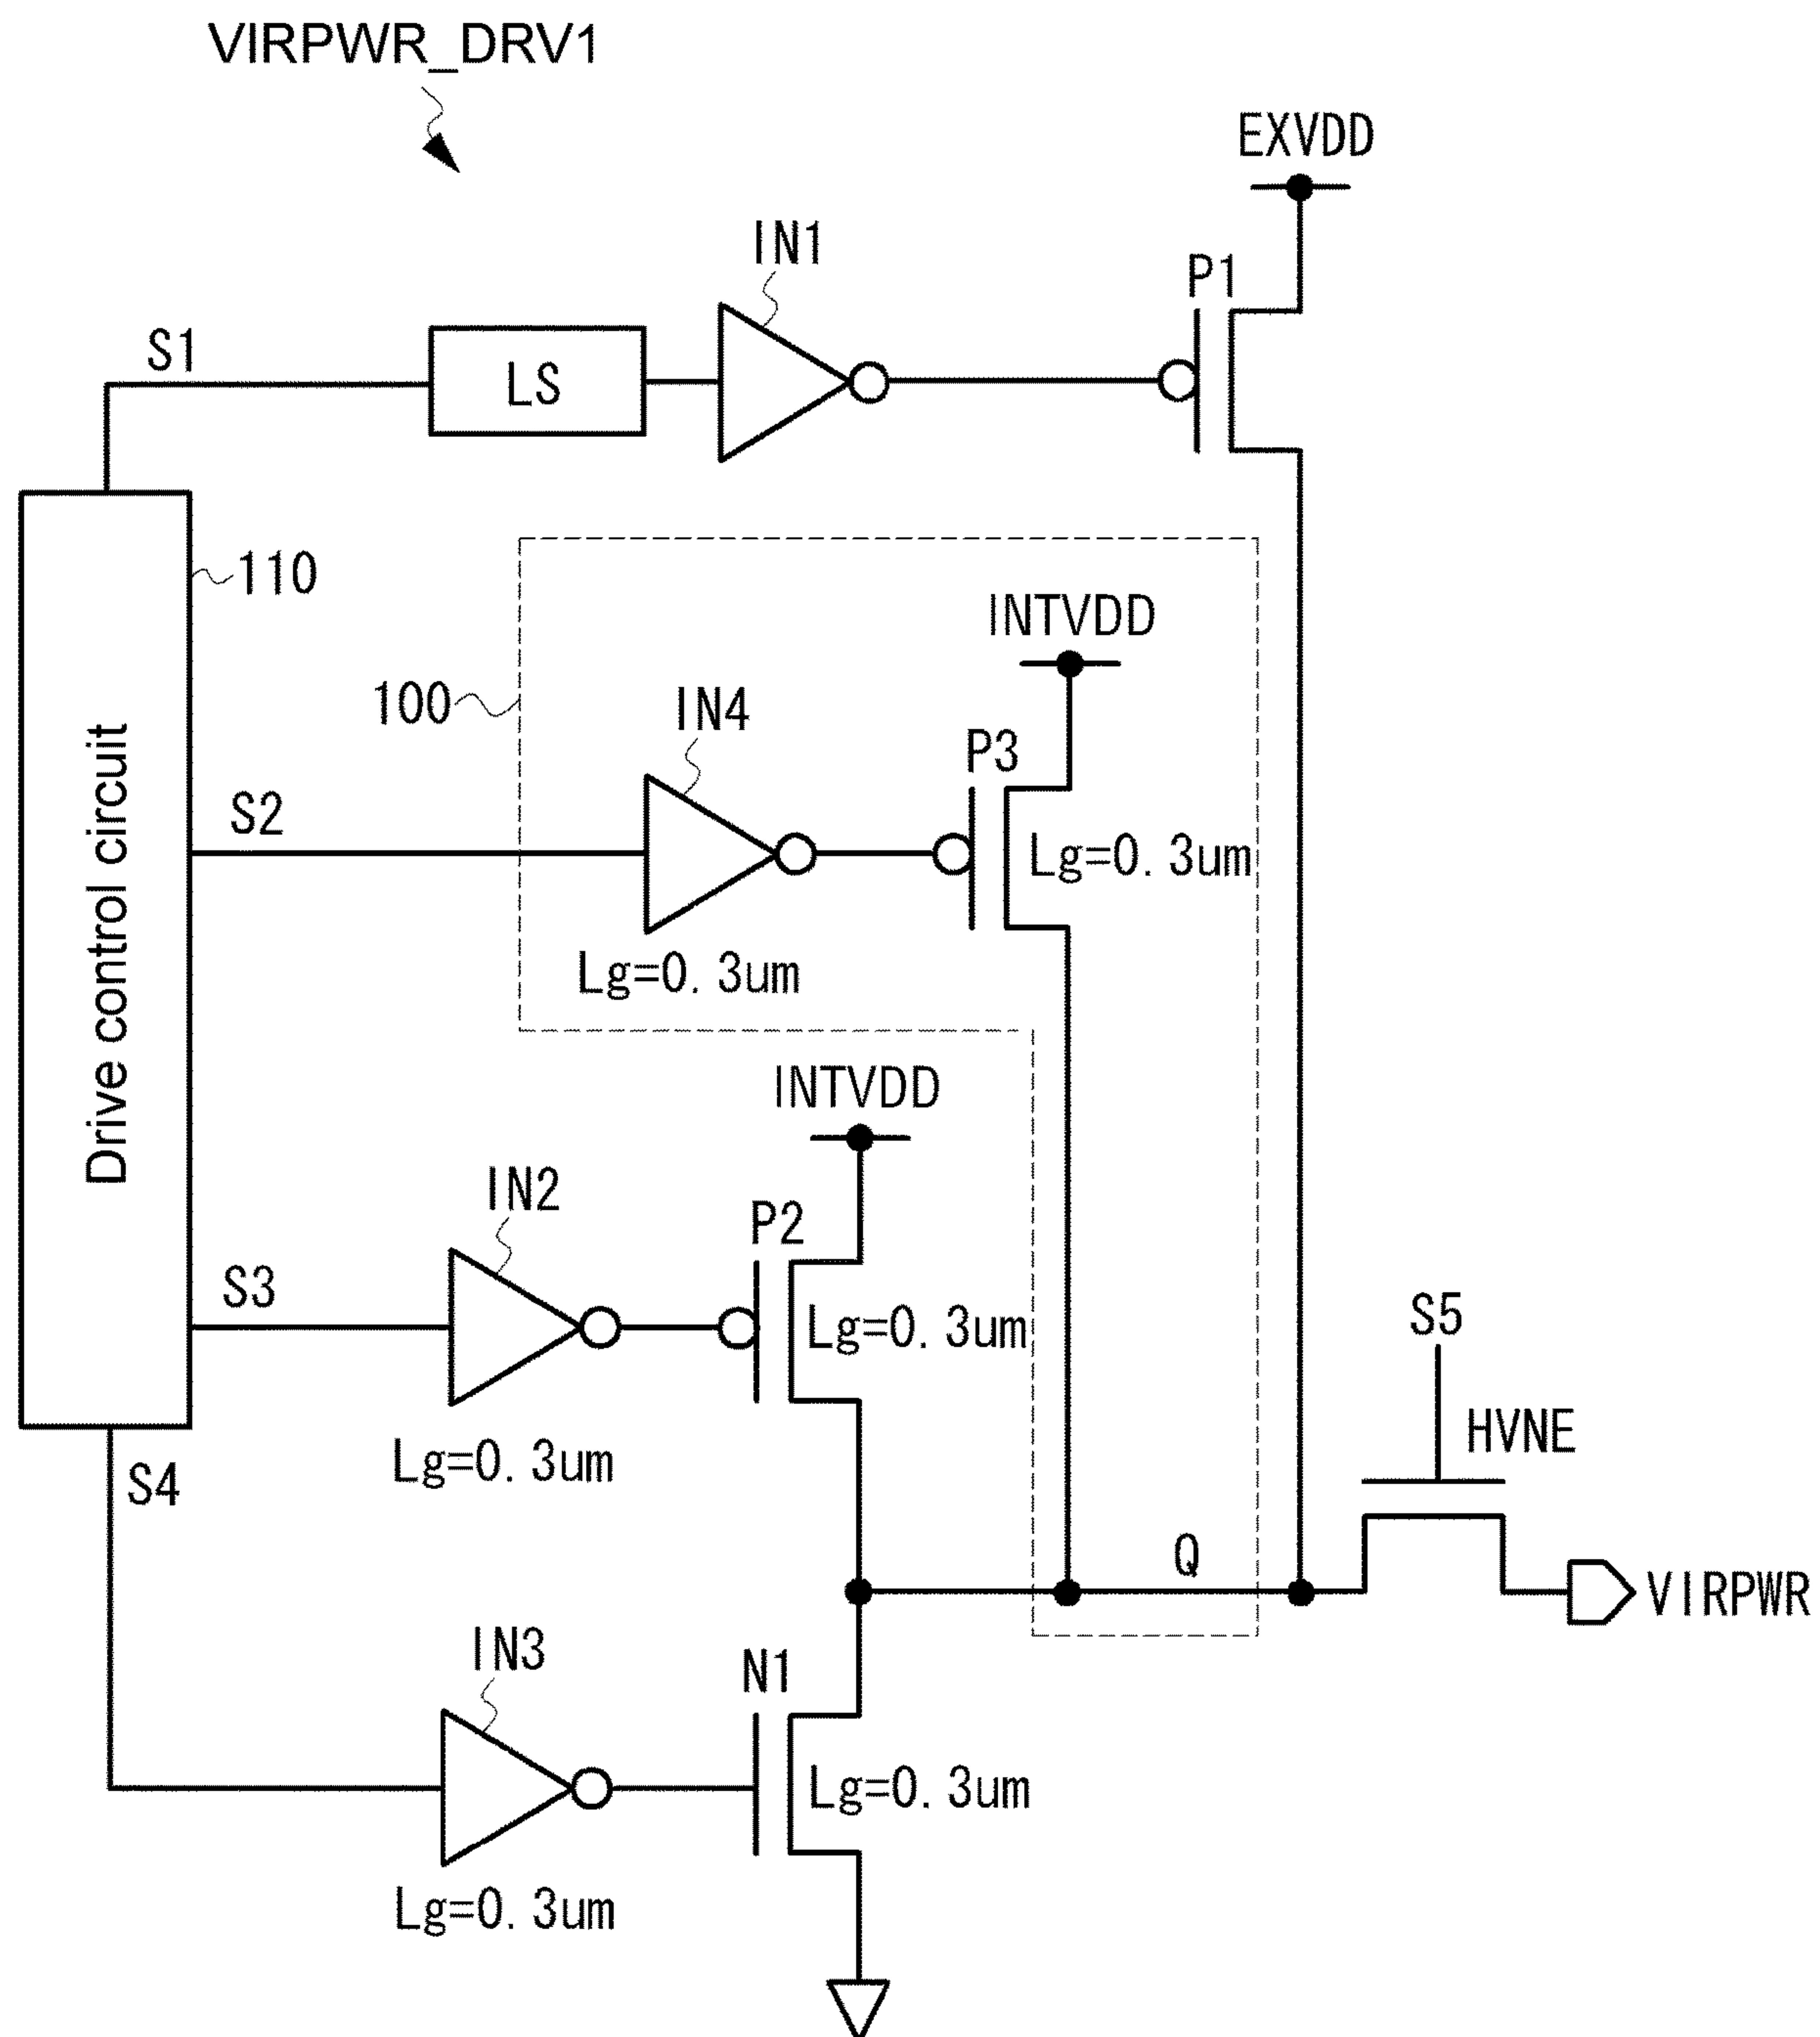 VIRPWR_DRV1
EXVDD
IN1
P1
S1
LS
110
INTVDD
100
IN4
P3
Drive control circuit
S2
Lg=0.3um
Lg=0.3um
INTVDD
IN2
P2
S3
Lg=0.3um
S5
HVNE
Lg=0.3um
S4
Q
VIRPWR
IN3
N1
Lg=0.3um
Lg=0.3um